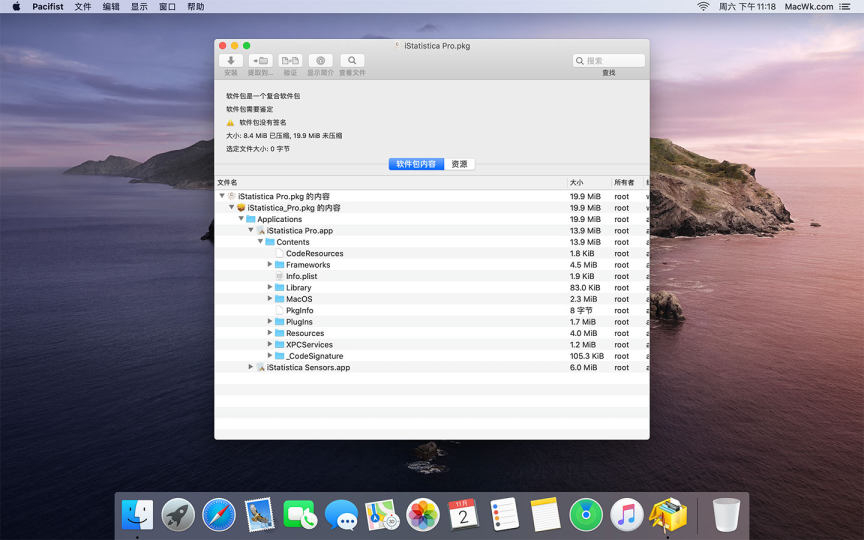 Pacifist 文件 编辑 显示 窗口 帮助 周六 下午11:18 MacWk.com
iStatistica Pro.pkg
安装 提取到... 验证 显示简介 查看文件 搜索
查找
软件包是一个复合软件包
软件包需要鉴定
软件包没有签名
大小: 8.4 MiB 已压缩, 19.9 MiB 未压缩
选定文件大小: 0 字节
软件包内容 资源
文件名 大小 所有者
iStatistica Pro.pkg 的内容 19.9 MiB root
iStatistica_Pro.pkg 的内容 19.9 MiB root
Applications 19.9 MiB root
iStatistica Pro.app 13.9 MiB root
Contents 13.9 MiB root
CodeResources 1.8 KiB root
Frameworks 4.5 MiB root
Info.plist 1.9 KiB root
Library 83.0 KiB root
MacOS 2.3 MiB root
PkgInfo 8 字节 root
PlugIns 1.7 MiB root
Resources 4.0 MiB root
XPCServices 1.2 MiB root
_CodeSignature 105.3 KiB root
iStatistica Sensors.app 6.0 MiB root
11月
2